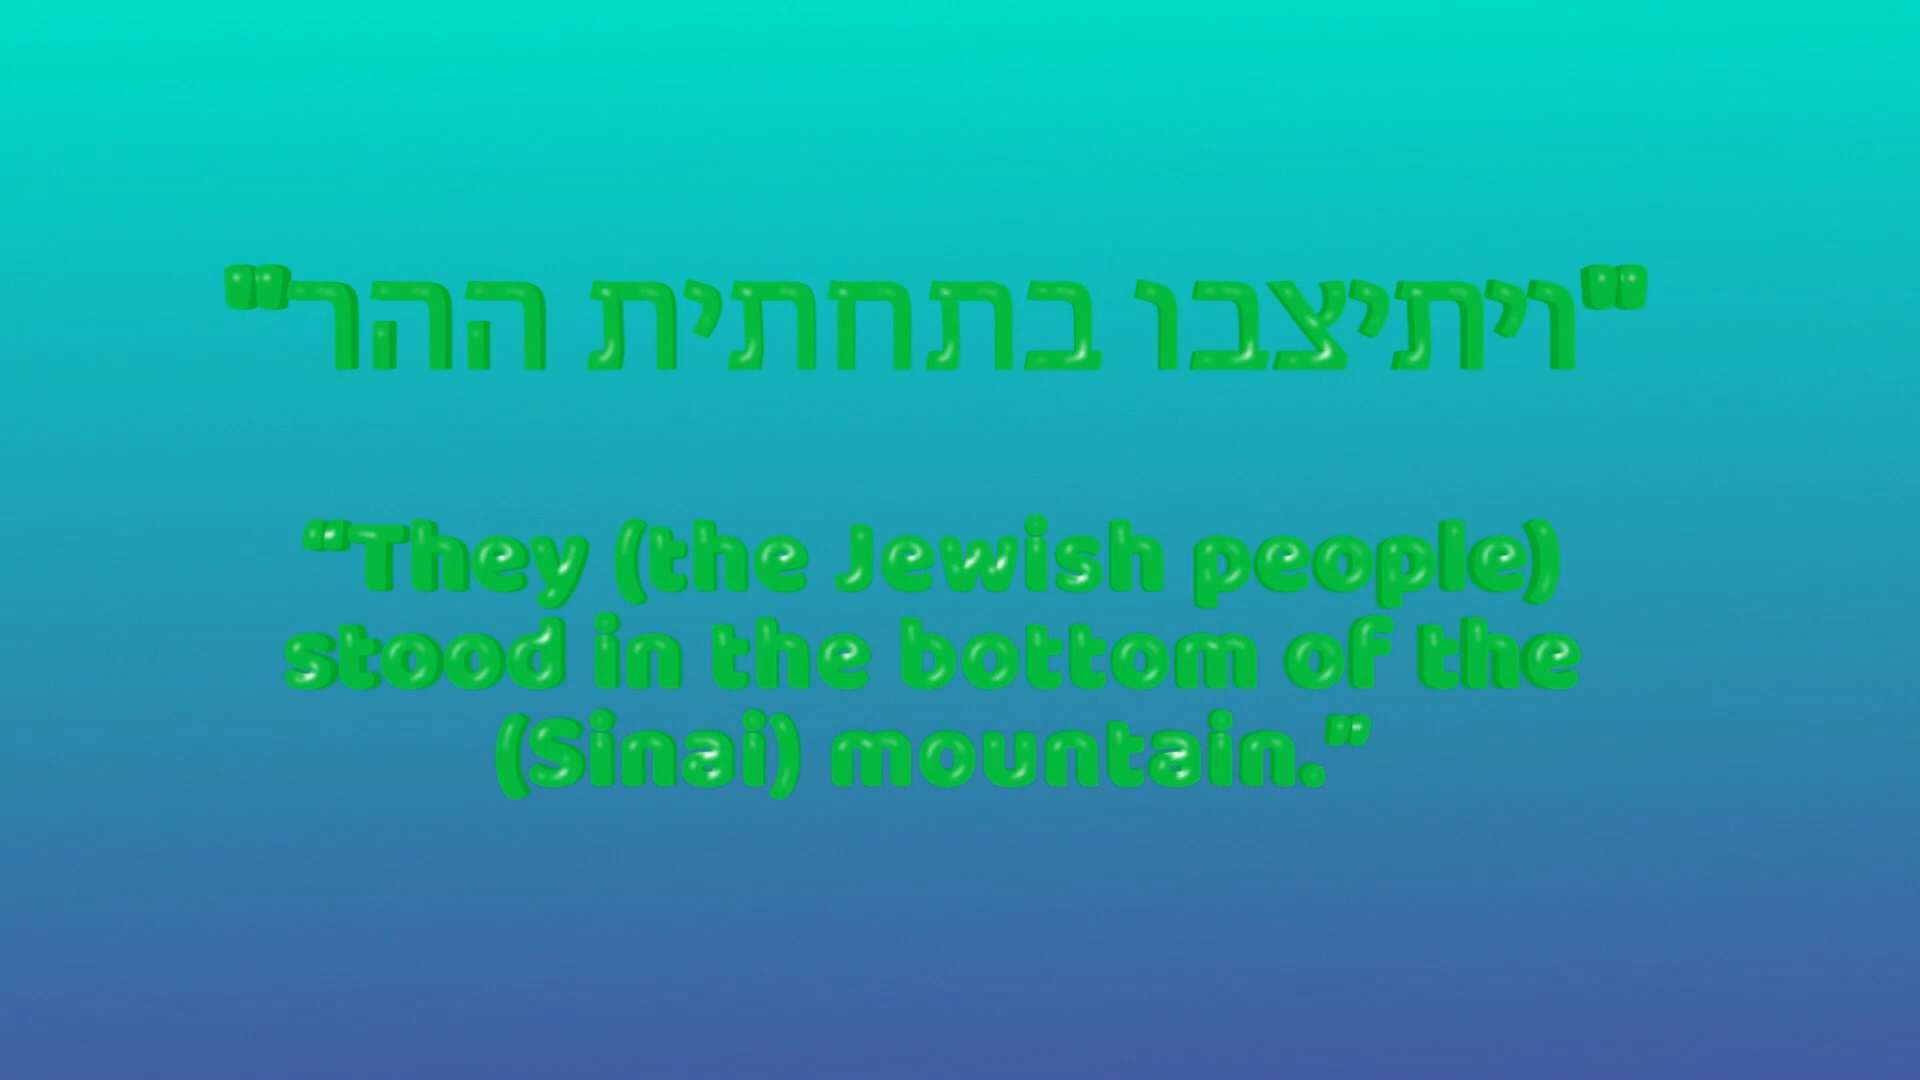 "ויתיצבו בתחתית ההר"
“They (the Jewish people)
stood in the bottom of the
(Sinai) mountain.”